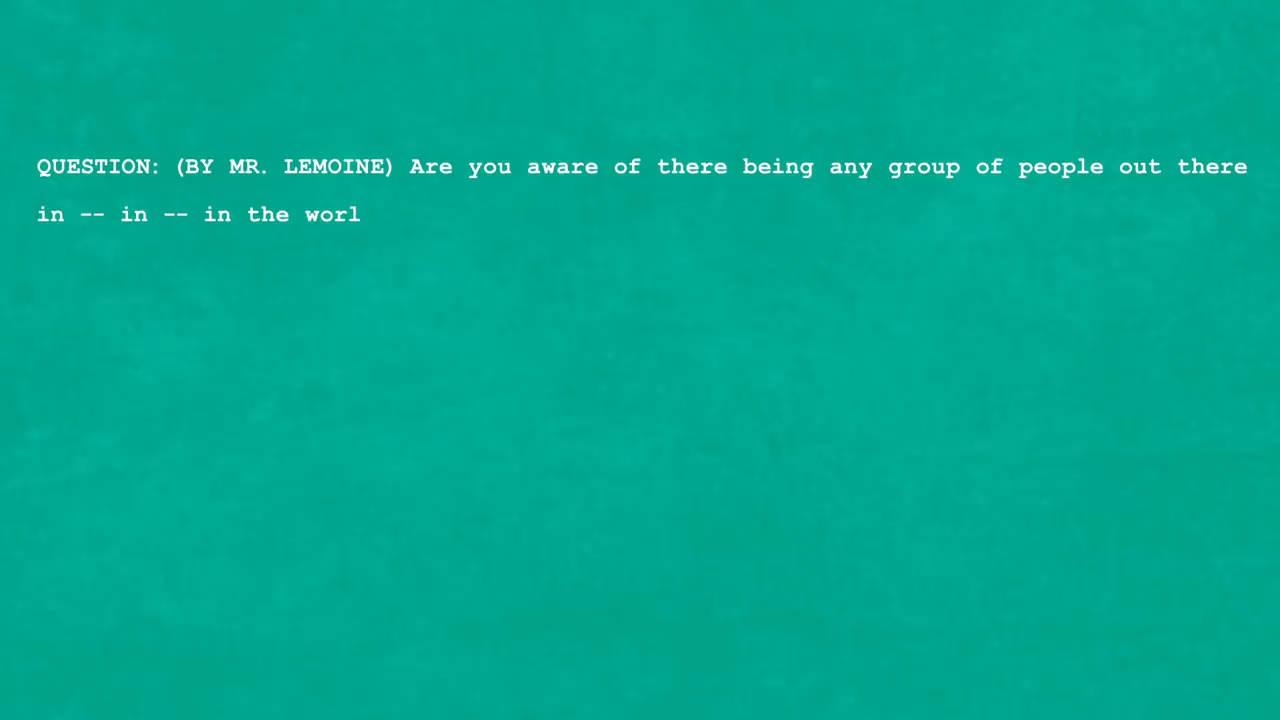 QUESTION: (BY MR. LEMOINE) Are you aware of there being any group of people out there
in -- in -- in the worl